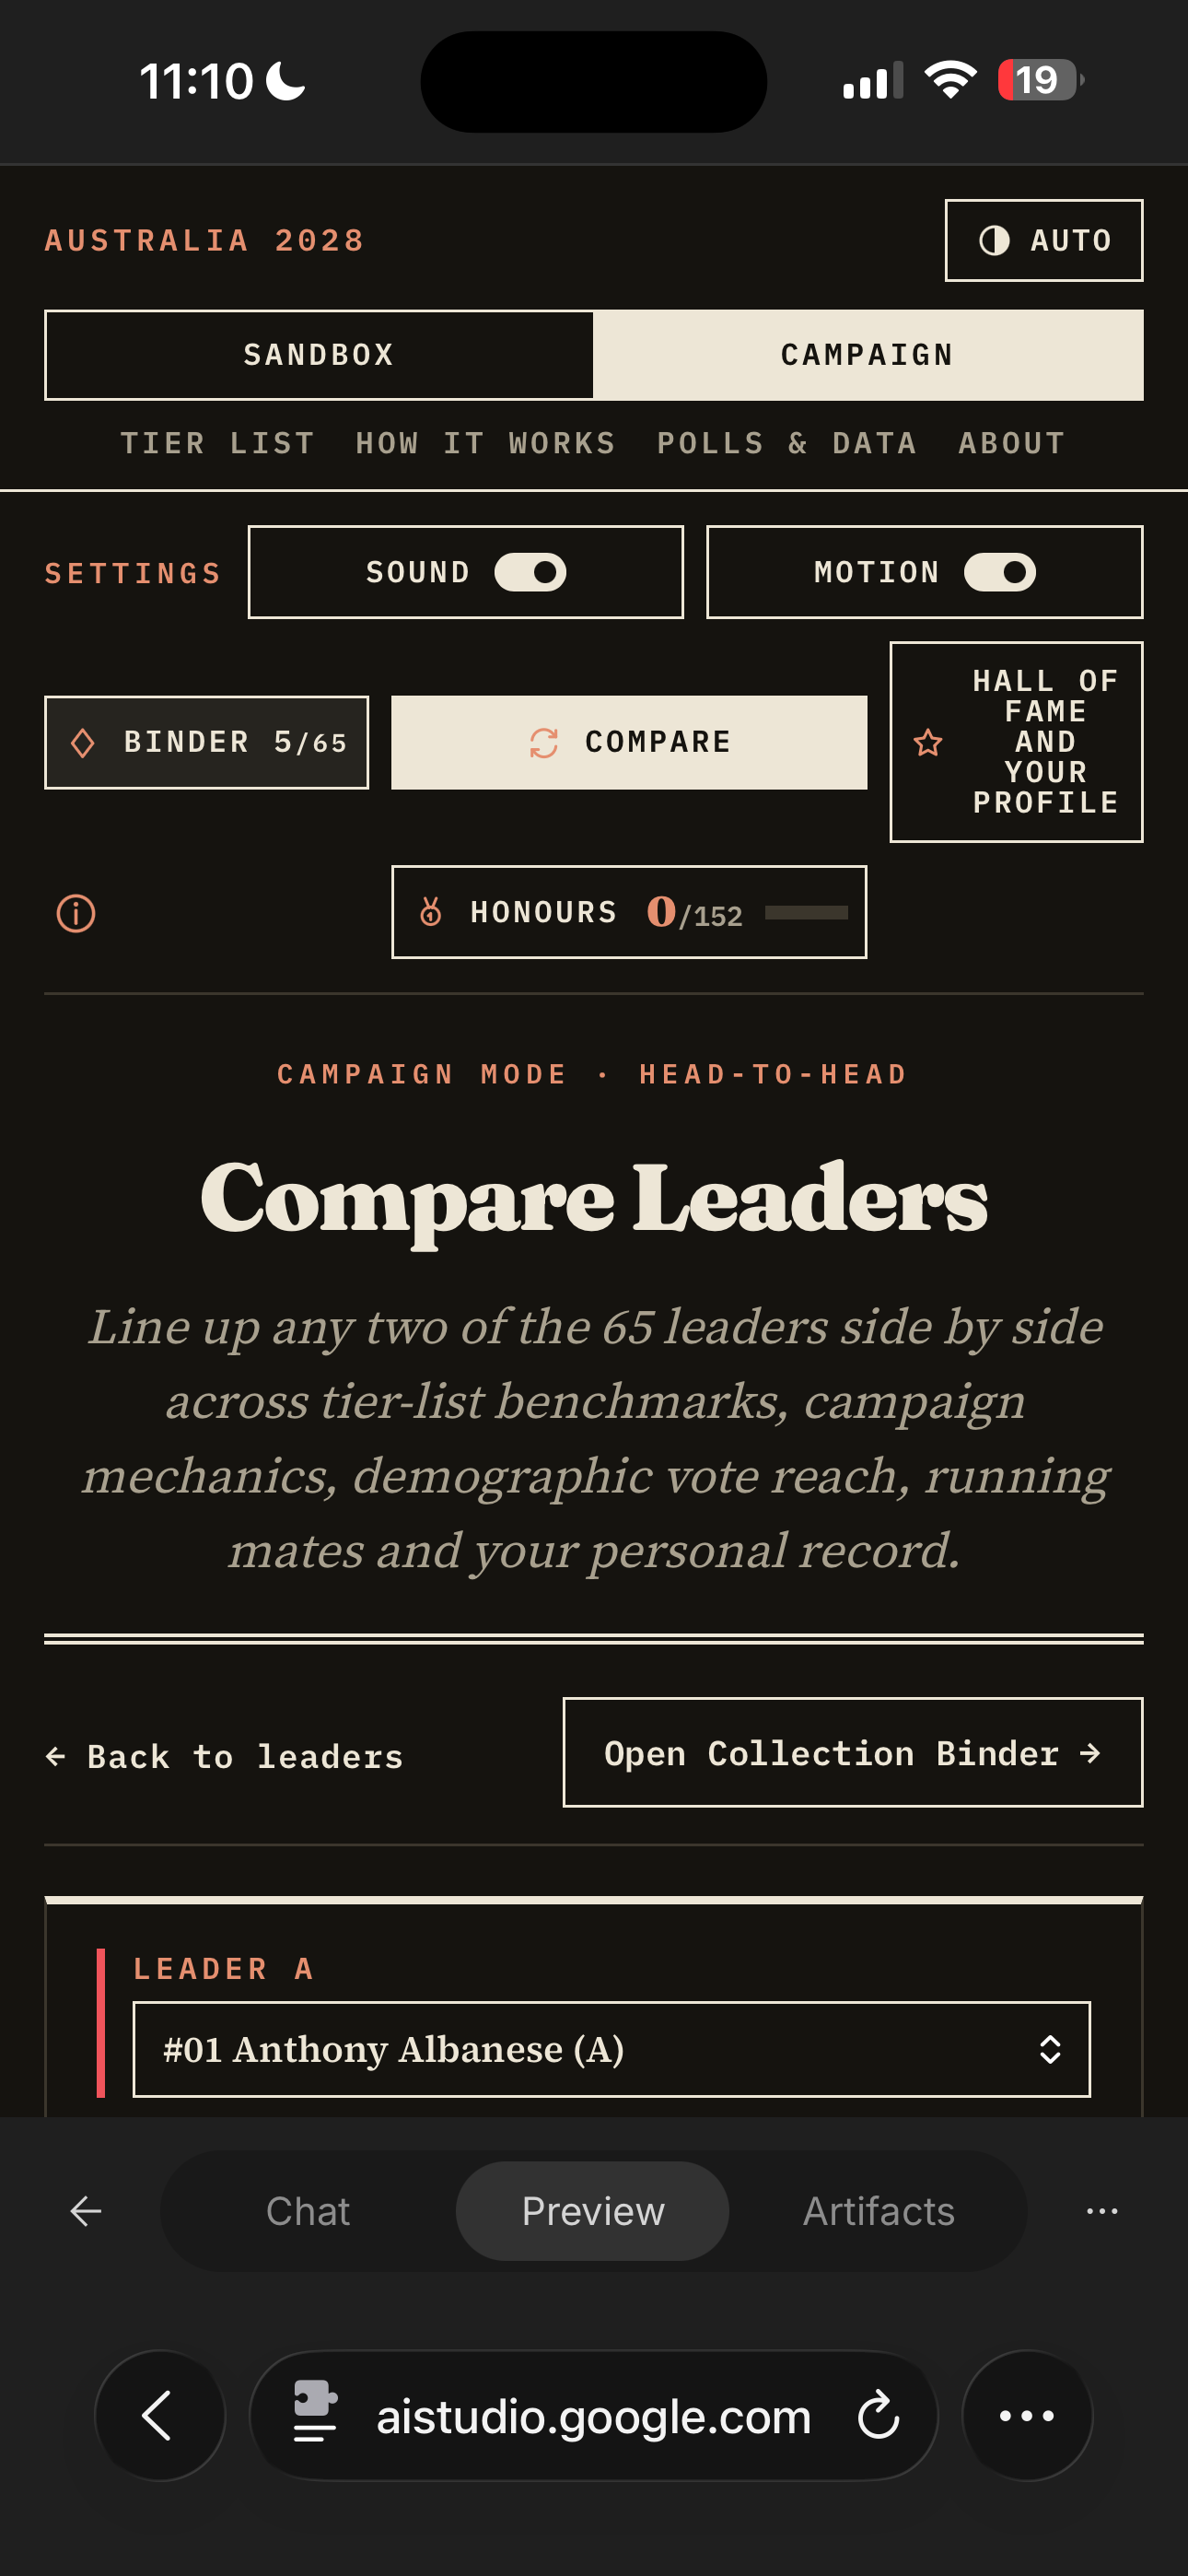 11:10
19
AUSTRALIA 2028
AUTO
SANDBOX
CAMPAIGN
TIER LIST HOW IT WORKS POLLS & DATA ABOUT
SETTINGS
SOUND
MOTION
BINDER 5/65
COMPARE
HALL OF
FAME
AND
YOUR
PROFILE
HONOURS 0/152
CAMPAIGN MODE · HEAD-TO-HEAD
Compare Leaders
Line up any two of the 65 leaders side by side
across tier-list benchmarks, campaign
mechanics, demographic vote reach, running
mates and your personal record.
← Back to leaders
Open Collection Binder →
LEADER A
#01 Anthony Albanese (A)
Chat
Preview
Artifacts
aistudio.google.com